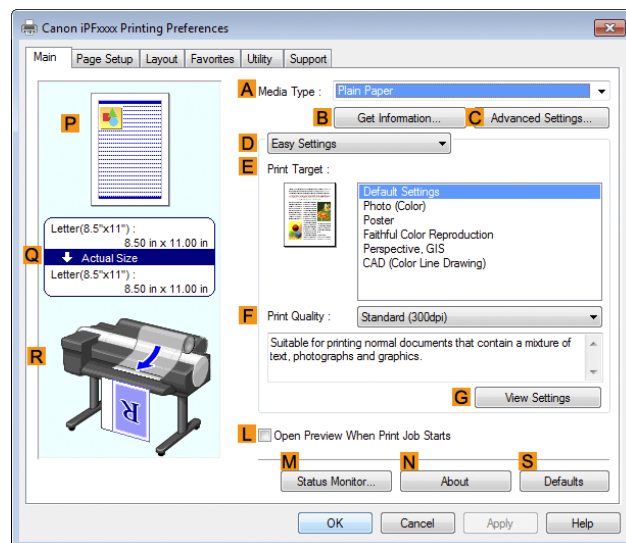 Canon iPFxxxx Printing Preferences
Main Page Setup Layout Favorites Utility Support
P
Letter(8.5"x11") :
8.50 in x 11.00 in
Q
Actual Size
Letter(8.5"x11") :
8.50 in x 11.00 in
R
R
A Media Type : Plain Paper
B Get Information... C Advanced Settings...
D Easy Settings
E Print Target :
Default Settings
Photo (Color)
Poster
Faithful Color Reproduction
Perspective, GIS
CAD (Color Line Drawing)
F Print Quality : Standard (300dpi)
Suitable for printing normal documents that contain a mixture of
text, photographs and graphics.
G View Settings
L Open Preview When Print Job Starts
M N S
Status Monitor... About Defaults
OK Cancel Apply Help